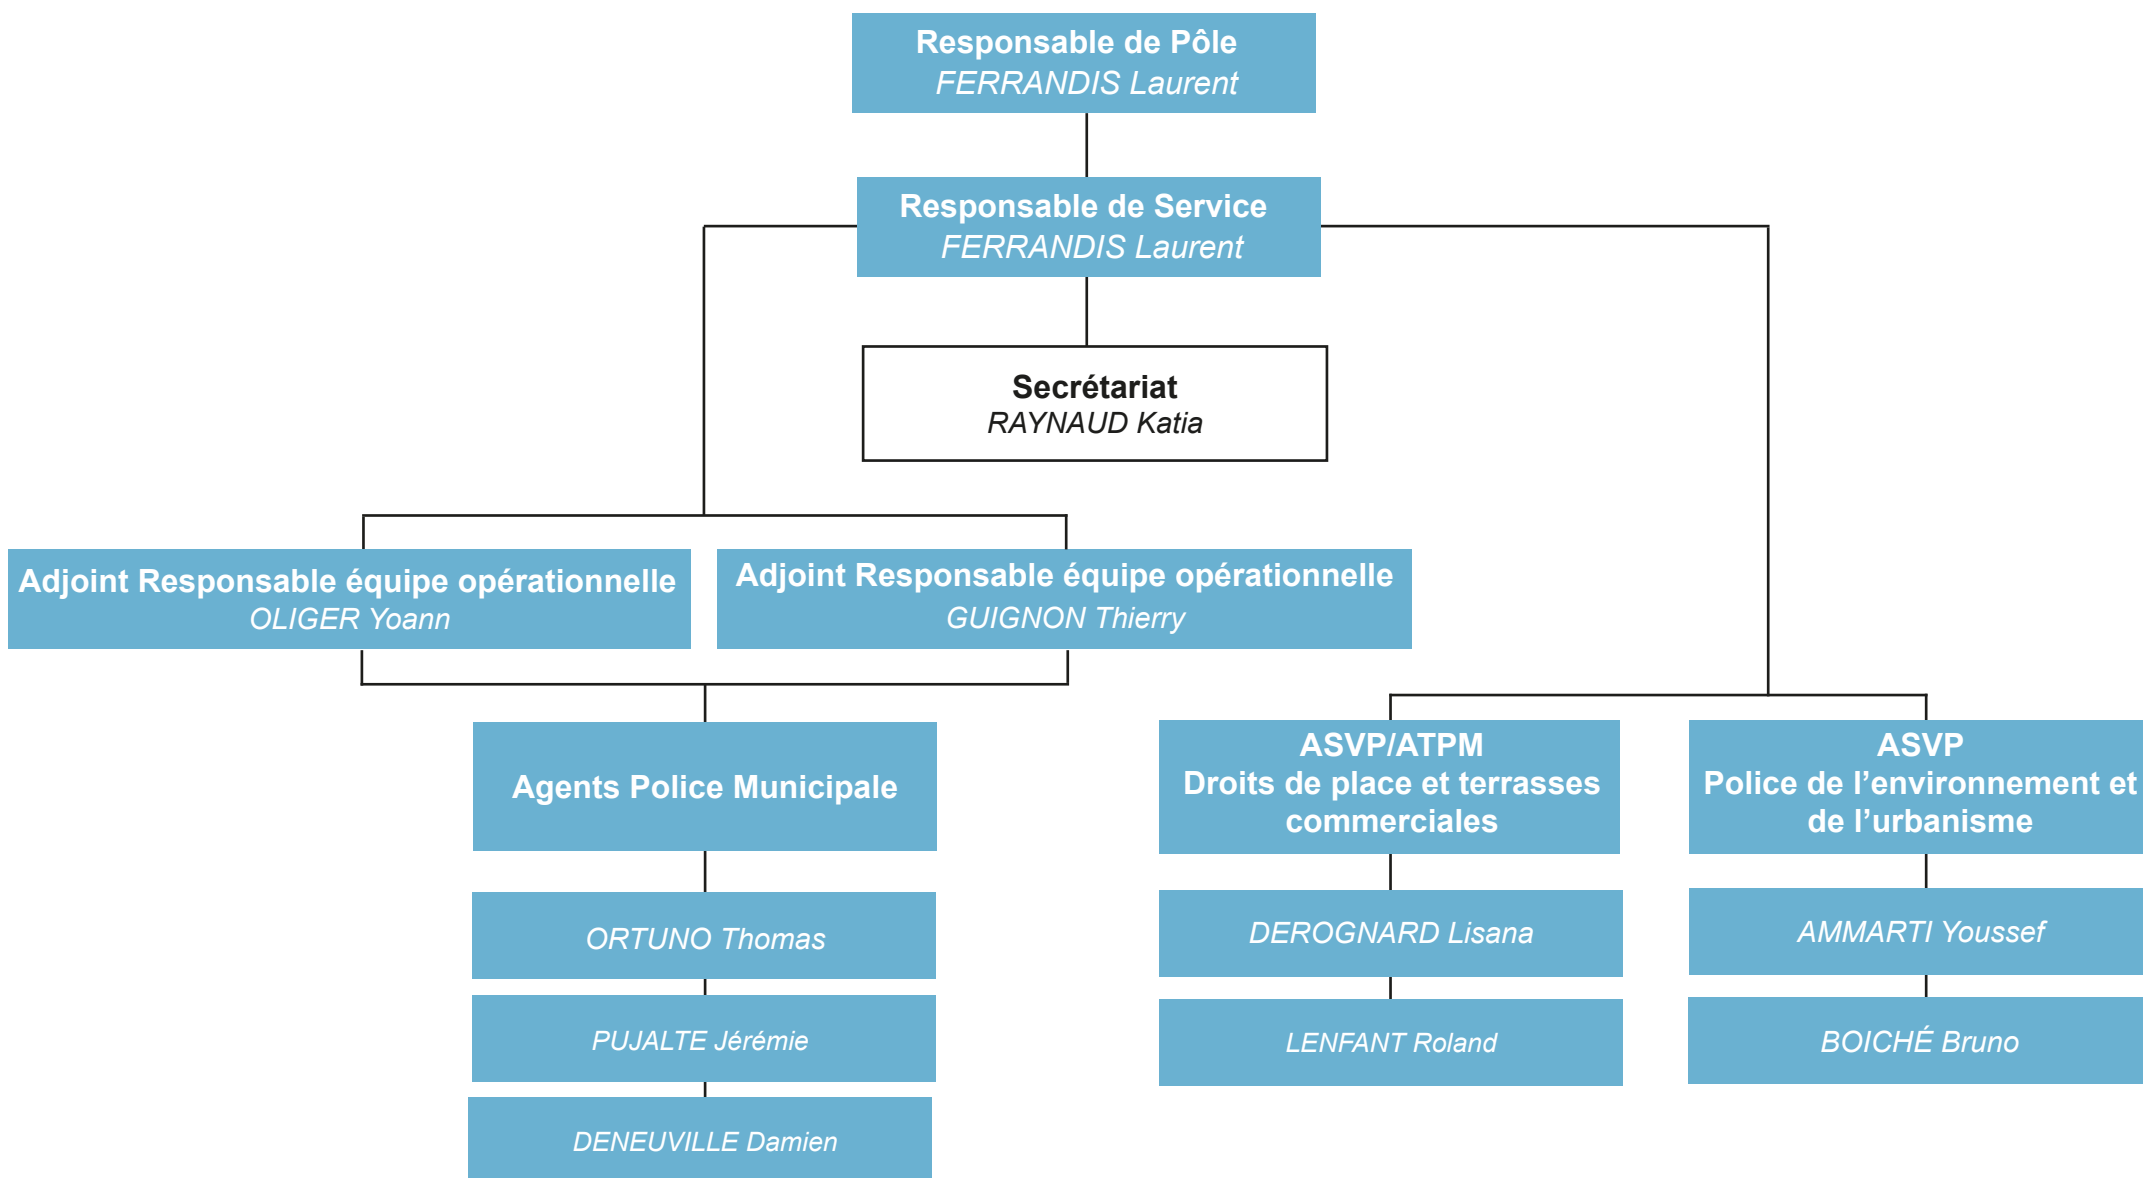 Responsable de Pôle
FERRANDIS Laurent
Responsable de Service
FERRANDIS Laurent
Secrétariat
RAYNAUD Katia
Adjoint Responsable équipe opérationnelle
OLIGER Yoann
Adjoint Responsable équipe opérationnelle
GUIGNON Thierry
Agents Police Municipale
ORTUNO Thomas
PUJALTE Jérémie
DENEUVILLE Damien
ASVP/ATPM
Droits de place et terrasses
commerciales
DEROGNARD Lisana
LENFANT Roland
ASVP
Police de l’environnement et
de l’urbanisme
AMMARTI Youssef
BOICHÉ Bruno